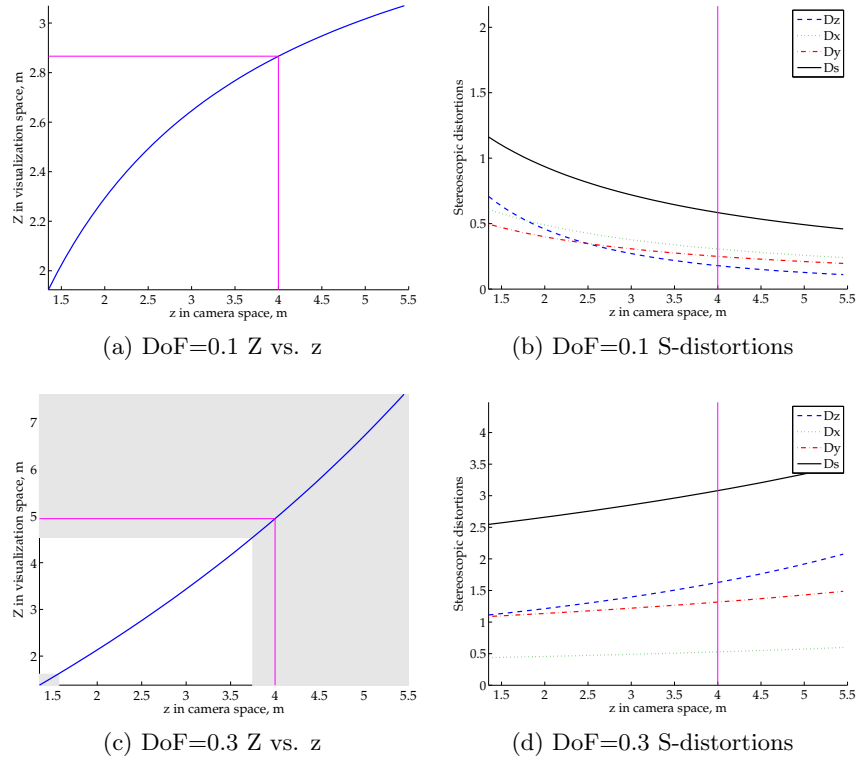 3
2.8
2.6
2.4
2.2
2
Z in visualization space, m
1.5 2 2.5 3 3.5 4 4.5 5 5.5
z in camera space, m
(a) DoF=0.1 Z vs. z
2
1.5
1
0.5
0
Stereoscopic distortions
Dz
Dx
Dy
Ds
1.5 2 2.5 3 3.5 4 4.5 5 5.5
z in camera space, m
(b) DoF=0.1 S-distortions
7
6
5
4
3
2
Z in visualization space, m
1.5 2 2.5 3 3.5 4 4.5 5 5.5
z in camera space, m
(c) DoF=0.3 Z vs. z
4
3.5
3
2.5
2
1.5
1
0.5
0
Stereoscopic distortions
Dz
Dx
Dy
Ds
1.5 2 2.5 3 3.5 4 4.5 5 5.5
z in camera space, m
(d) DoF=0.3 S-distortions